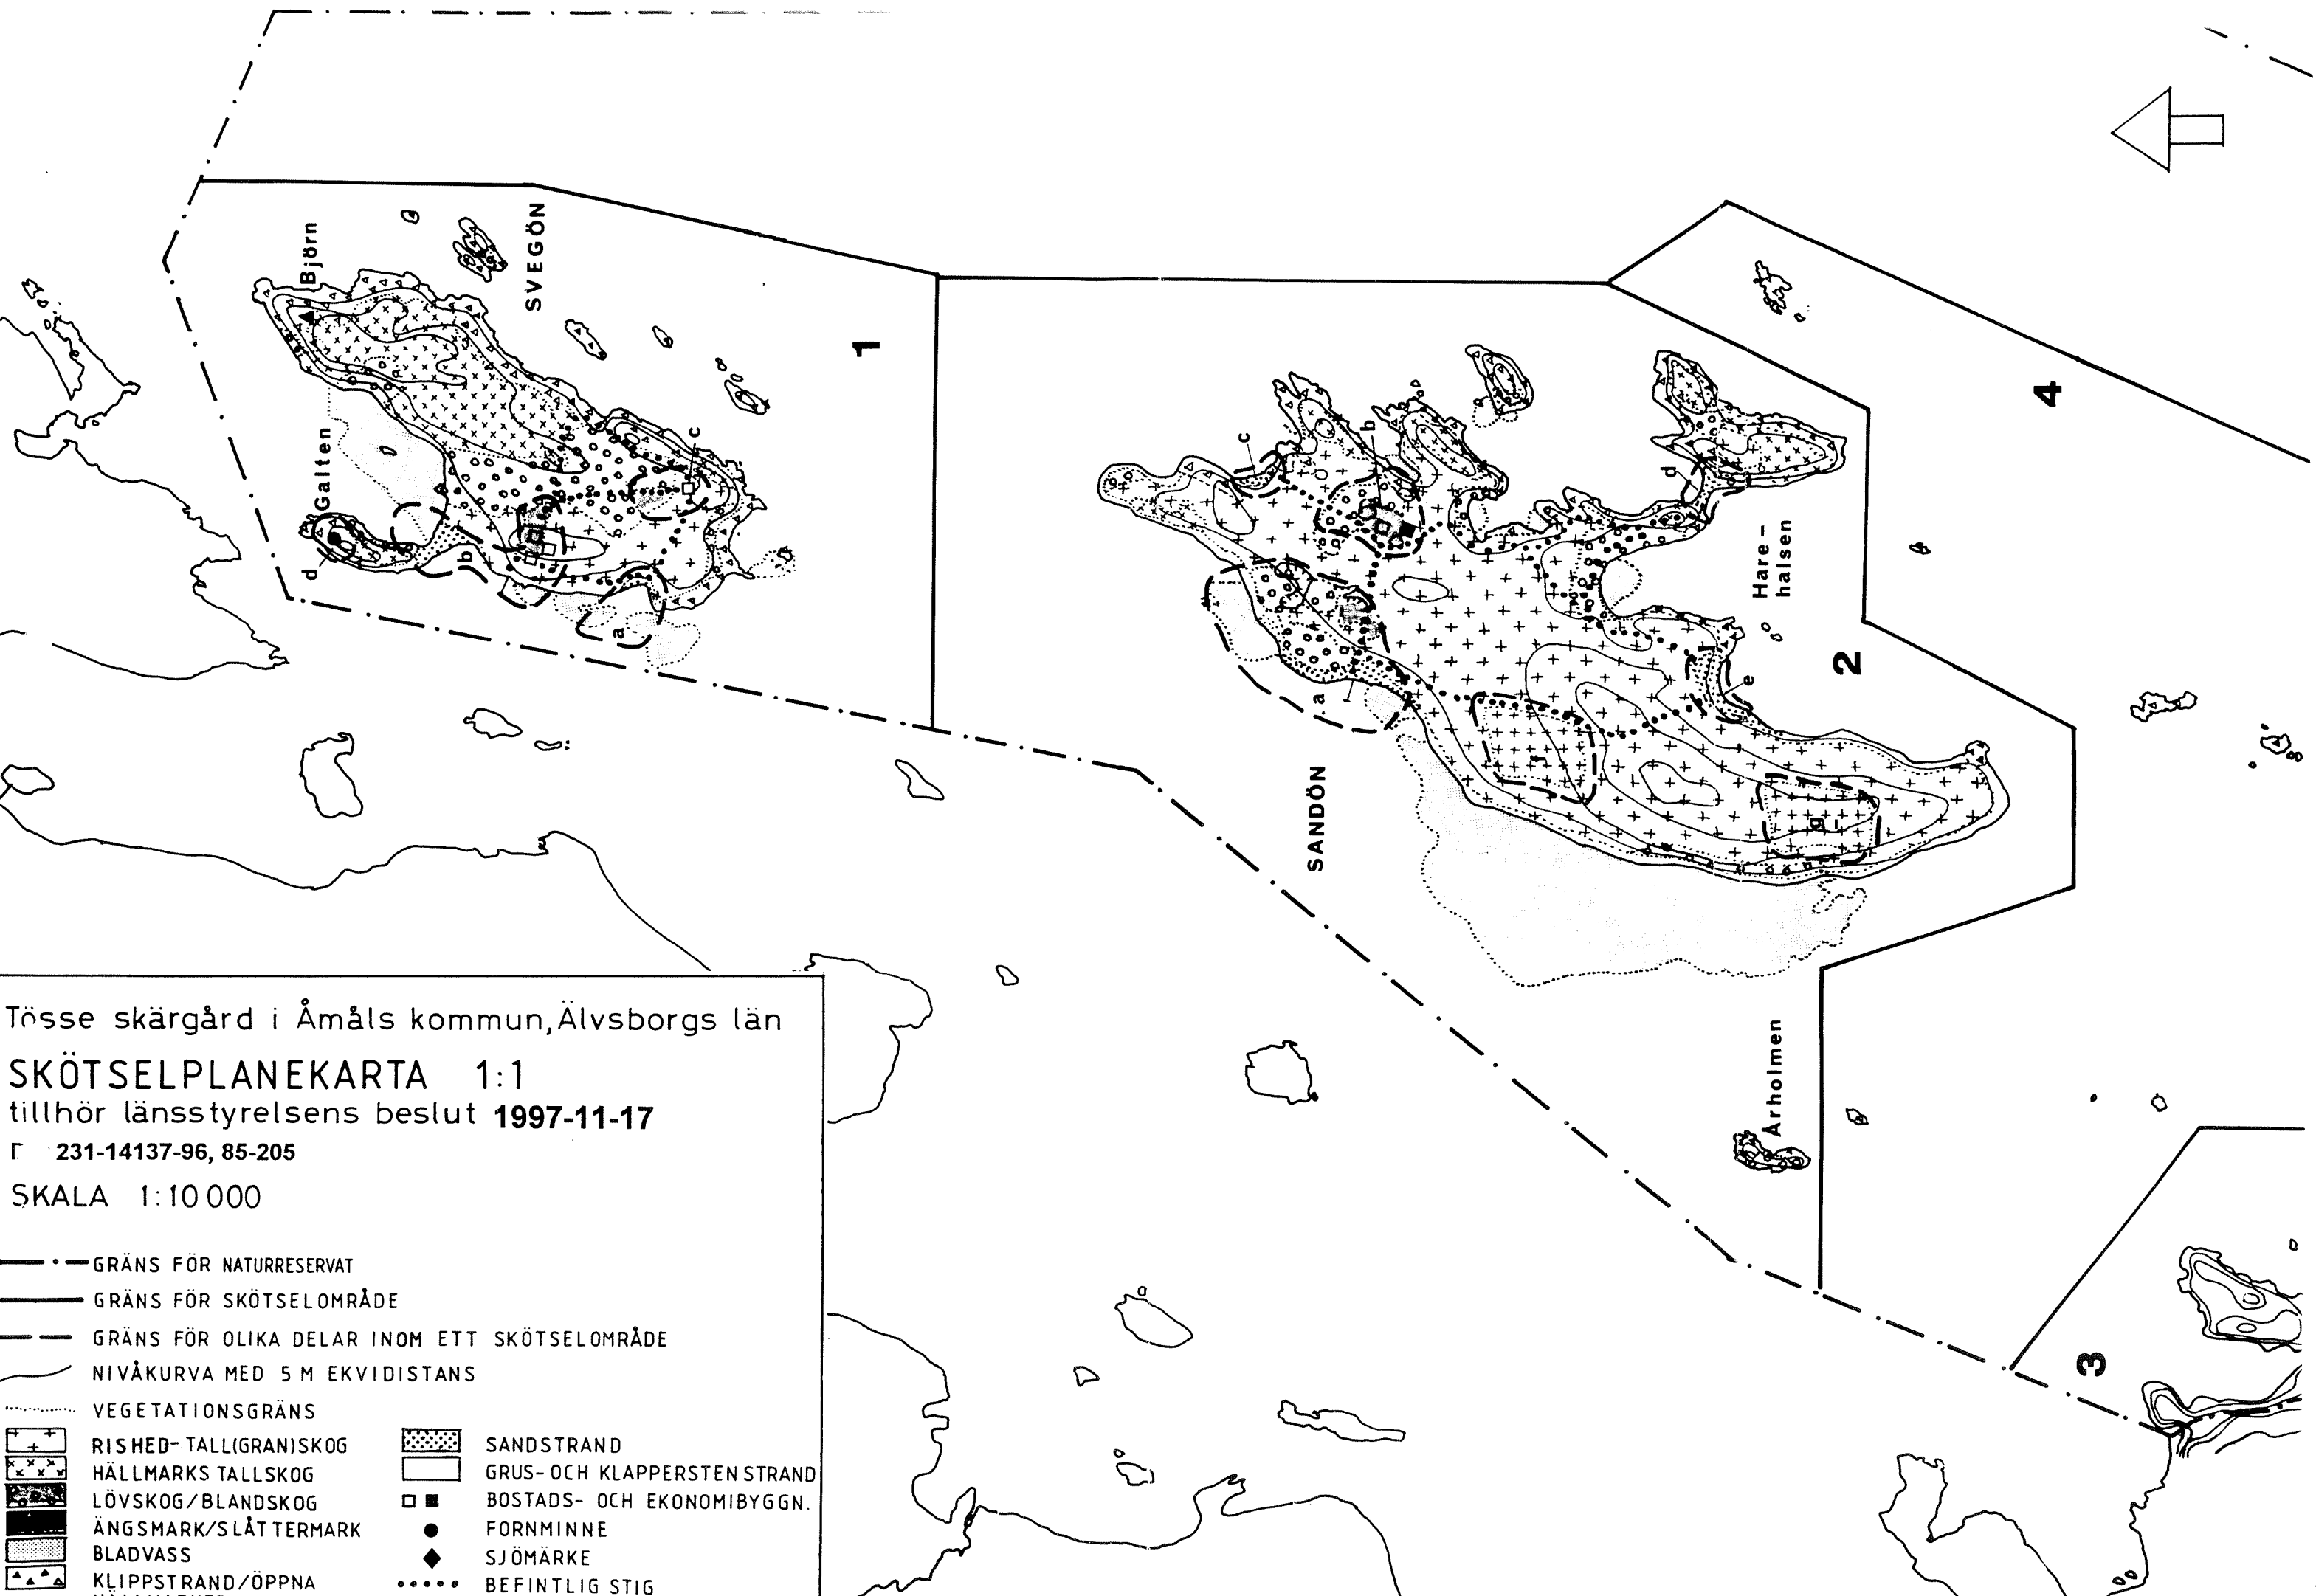 Björn
SVEGÖN
Galten
d
b
a
c
1
c
b
a
d
Hare-
halsen
e
f
g
2
4
SANDÖN
Årholmen
3
Tösse skärgård i Åmåls kommun, Älvsborgs län
SKÖTSELPLANEKARTA 1:1
tillhör länsstyrelsens beslut 1997-11-17
231-14137-96, 85-205
SKALA 1:10 000
GRÄNS FÖR NATURRESERVAT
GRÄNS FÖR SKÖTSELOMRÅDE
GRÄNS FÖR OLIKA DELAR INOM ETT SKÖTSELOMRÅDE
NIVÅKURVA MED 5 M EKVIDISTANS
VEGETATIONSGRÄNS
RISHED-TALL(GRAN)SKOG
HÄLLMARKS TALLSKOG
LÖVSKOG/BLANDSKOG
ÄNGSMARK/SLÅTTERMARK
BLADVASS
KLIPPSTRAND/ÖPPNA
SANDSTRAND
GRUS- OCH KLAPPERSTENSTRAND
BOSTADS- OCH EKONOMIBYGGN.
FORNMINNE
SJÖMÄRKE
BEFINTLIG STIG